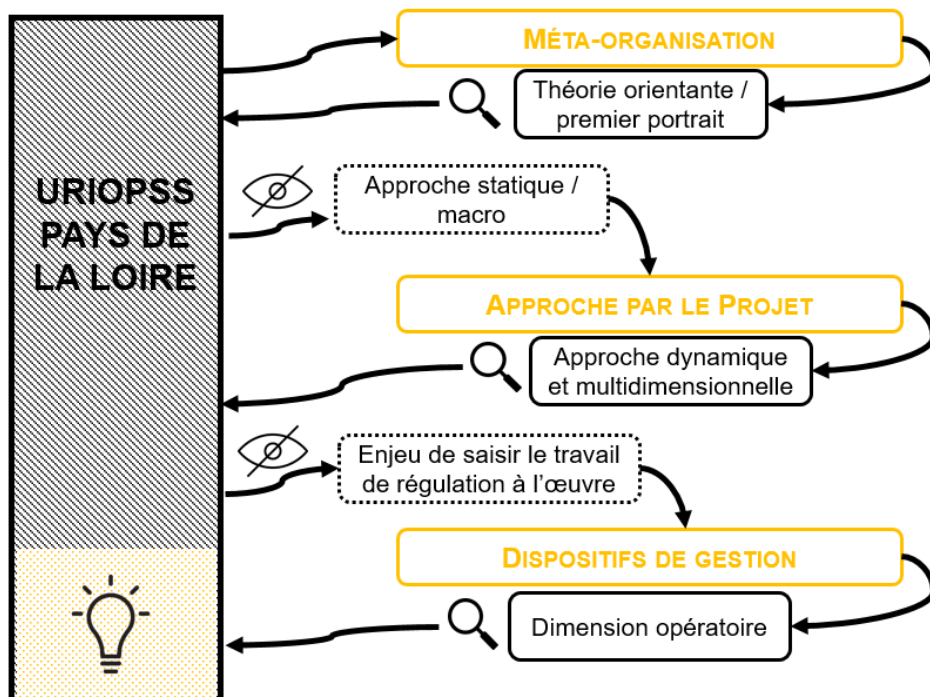 MÉTA-ORGANISATION
Théorie orientante /
premier portrait
URIOPSS
PAYS DE
LA LOIRE
Approche statique /
macro
APPROCHE PAR LE PROJET
Approche dynamique
et multidimensionnelle
Enjeu de saisir le travail
de régulation à l'œuvre
DISPOSITIFS DE GESTION
Dimension opératoire